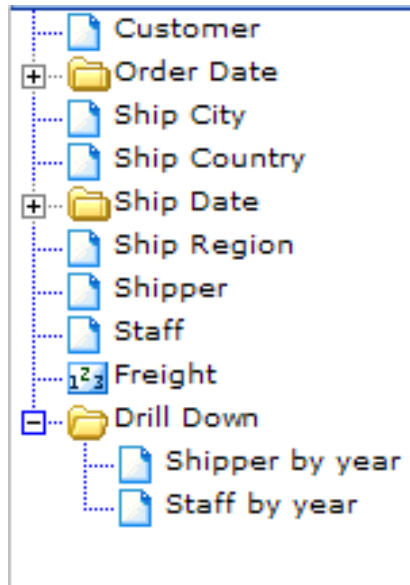 Customer
Order Date
Ship City
Ship Country
Ship Date
Ship Region
Shipper
Staff
123 Freight
Drill Down
Shipper by year
Staff by year